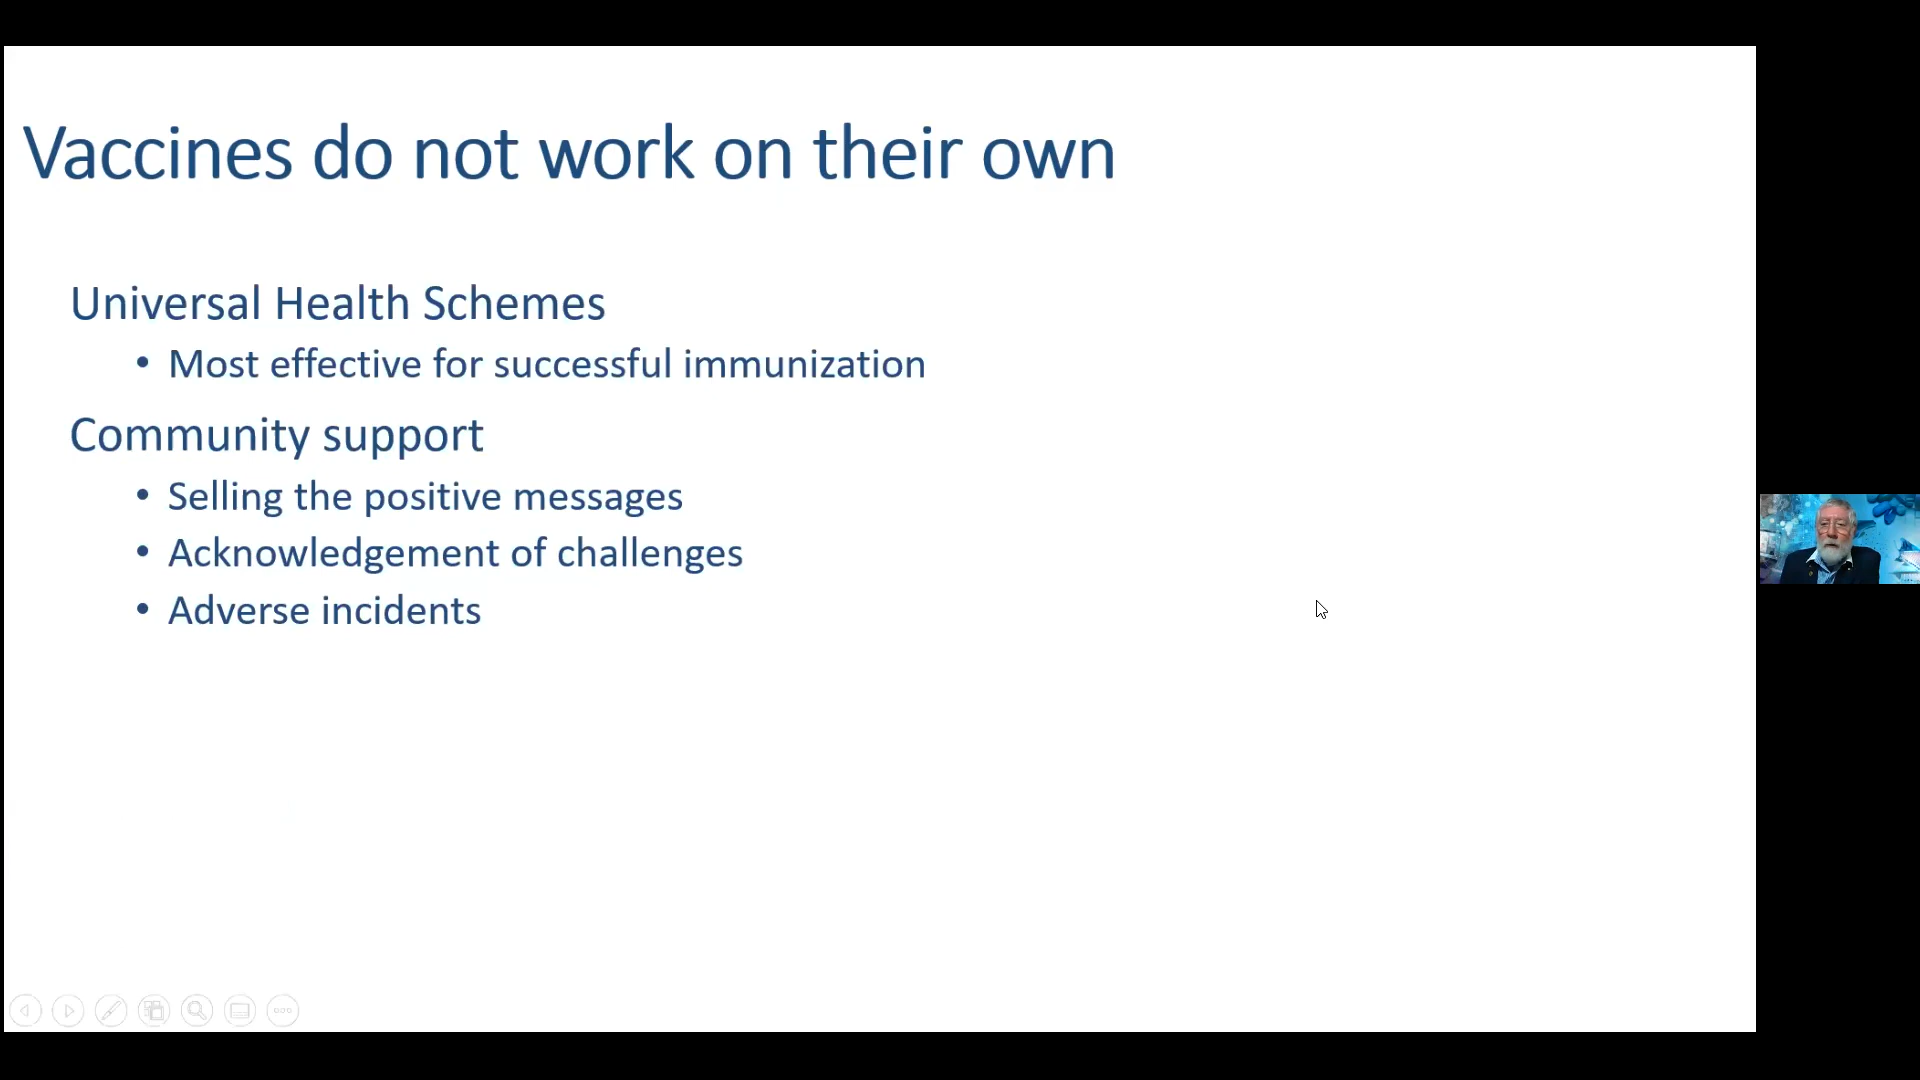 Vaccines do not work on their own
Universal Health Schemes
• Most effective for successful immunization
Community support
• Selling the positive messages
• Acknowledgement of challenges
• Adverse incidents